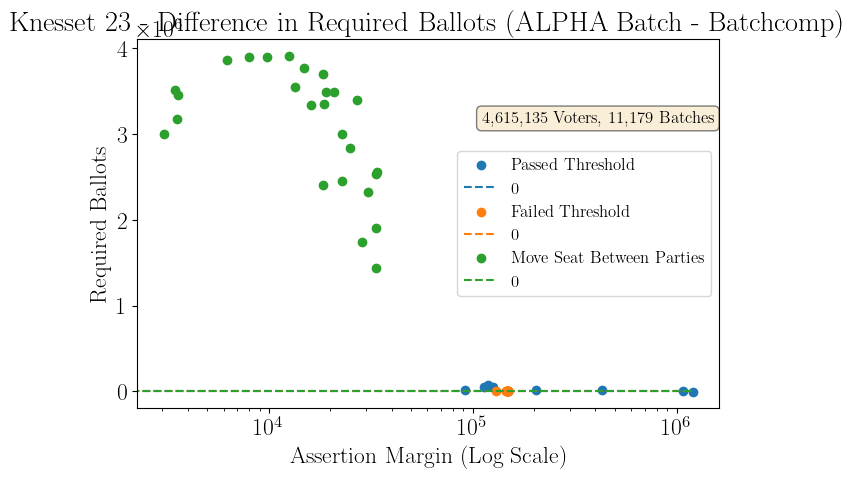 Knesset 23 - Difference in Required Ballots (ALPHA Batch - Batchcomp)
×10⁶
4
3
2
1
0
Required Ballots
4,615,135 Voters, 11,179 Batches
Passed Threshold
0
Failed Threshold
0
Move Seat Between Parties
0
10⁴ 10⁵ 10⁶
Assertion Margin (Log Scale)